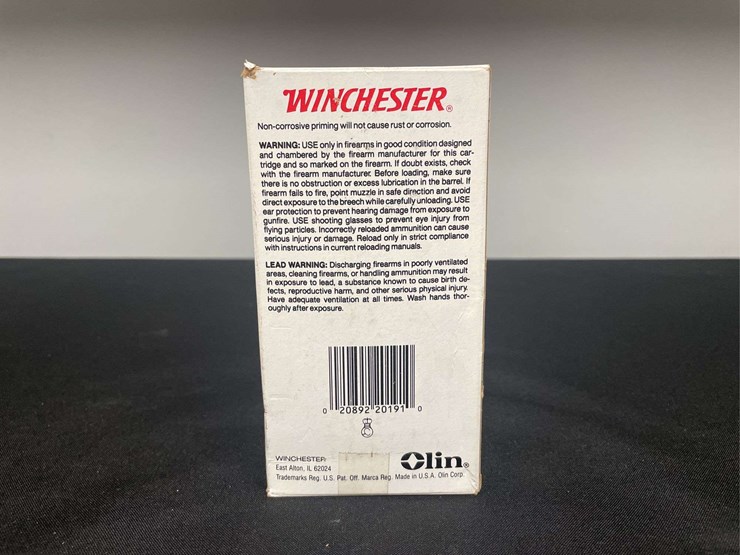 WINCHESTER®
Non-corrosive priming will not cause rust or corrosion.
WARNING: USE only in firearms in good condition designed
and chambered by the firearm manufacturer for this car-
tridge and so marked on the firearm. If doubt exists, check
with the firearm manufacturer. Before loading, make sure
there is no obstruction or excess lubrication in the barrel. If
firearm fails to fire, point muzzle in safe direction and avoid
direct exposure to the breech while carefully unloading. USE
ear protection to prevent hearing damage from exposure to
gunfire. USE shooting glasses to prevent eye injury from
flying particles. Incorrectly reloaded ammunition can cause
serious injury or damage. Reload only in strict compliance
with instructions in current reloading manuals.
LEAD WARNING: Discharging firearms in poorly ventilated
areas, cleaning firearms, or handling ammunition may result
in exposure to lead, a substance known to cause birth de-
fects, reproductive harm, and other serious physical injury.
Have adequate ventilation at all times. Wash hands thor-
oughly after exposure.
0 20892 20191 0
WINCHESTER
East Alton, IL 62024
Olin®
Trademarks Reg. U.S. Pat. Off. Marca Reg. Made in U.S.A. Olin Corp.